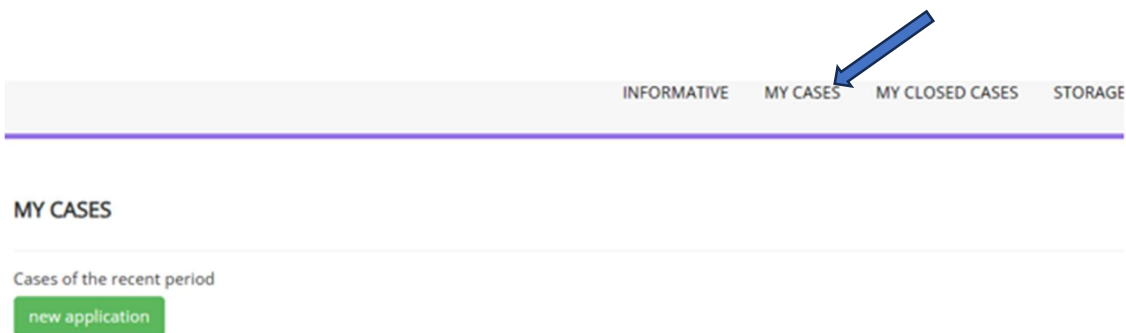 INFORMATIVE MY CASES MY CLOSED CASES STORAGE
MY CASES
Cases of the recent period
new application